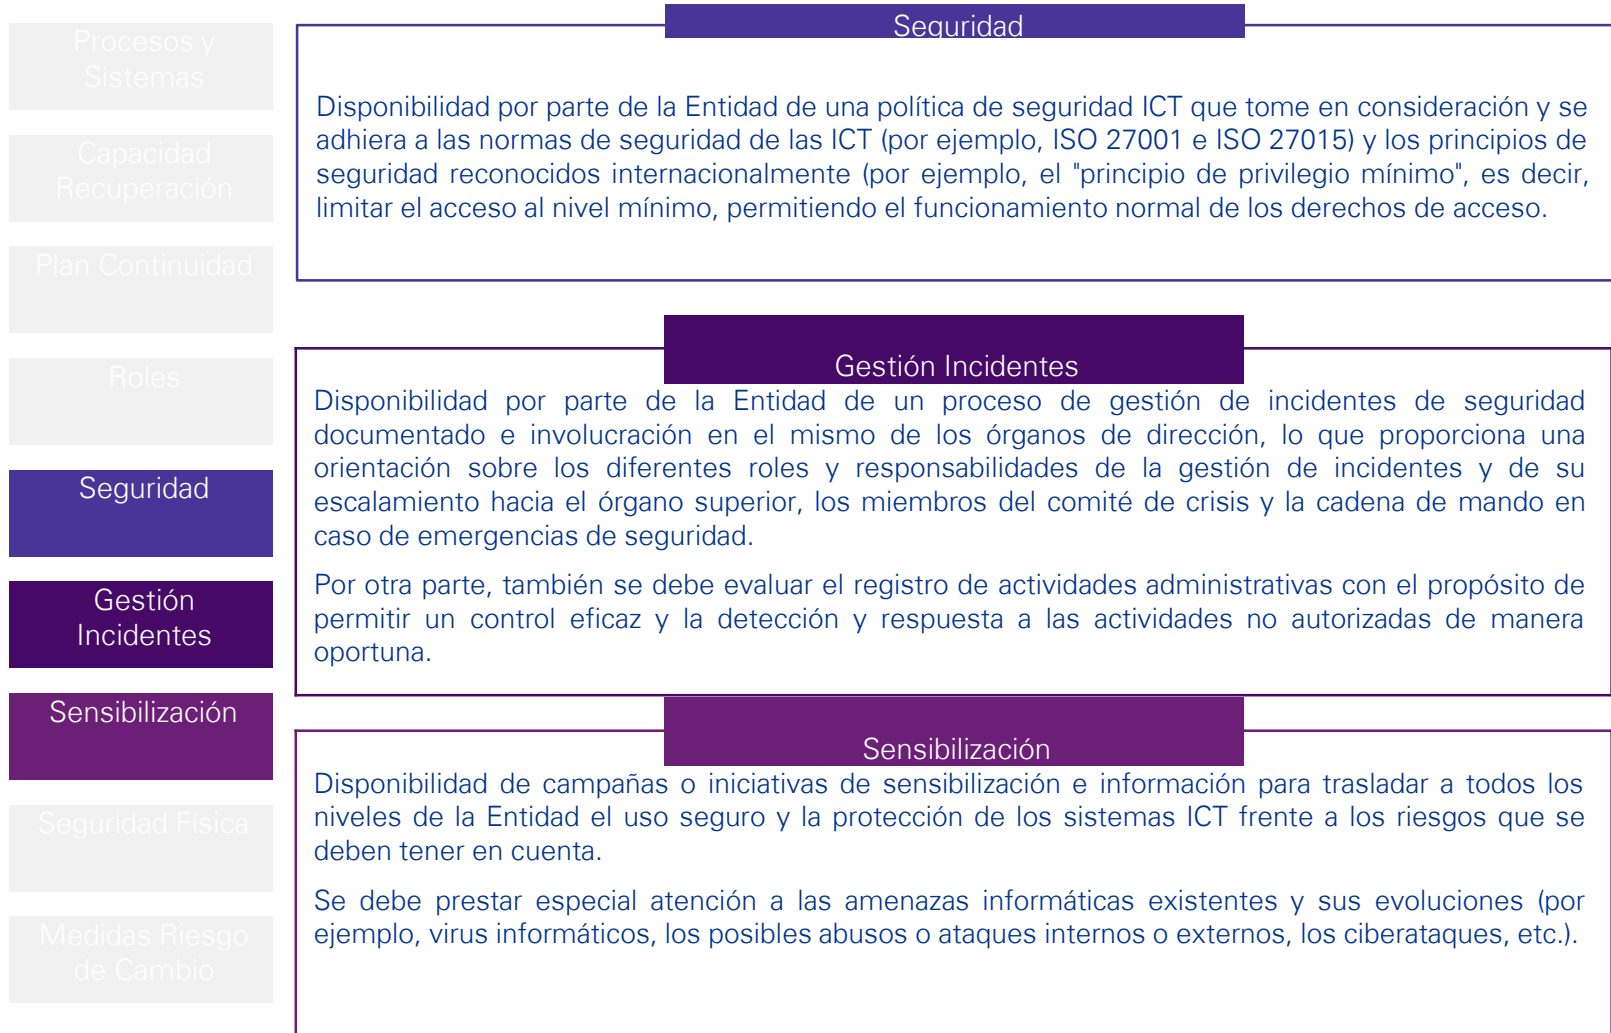 Procesos y
Sistemas
Capacidad
Recuperación
Plan Continuidad
Roles
Seguridad
Gestión
Incidentes
Sensibilización
Seguridad Física
Medidas Riesgo
de Cambio
Seguridad
Disponibilidad por parte de la Entidad de una política de seguridad ICT que tome en consideración y se
adhiera a las normas de seguridad de las ICT (por ejemplo, ISO 27001 e ISO 27015) y los principios de
seguridad reconocidos internacionalmente (por ejemplo, el "principio de privilegio mínimo", es decir,
limitar el acceso al nivel mínimo, permitiendo el funcionamiento normal de los derechos de acceso.
Gestión Incidentes
Disponibilidad por parte de la Entidad de un proceso de gestión de incidentes de seguridad
documentado e involucración en el mismo de los órganos de dirección, lo que proporciona una
orientación sobre los diferentes roles y responsabilidades de la gestión de incidentes y de su
escalamiento hacia el órgano superior, los miembros del comité de crisis y la cadena de mando en
caso de emergencias de seguridad.
Por otra parte, también se debe evaluar el registro de actividades administrativas con el propósito de
permitir un control eficaz y la detección y respuesta a las actividades no autorizadas de manera
oportuna.
Sensibilización
Disponibilidad de campañas o iniciativas de sensibilización e información para trasladar a todos los
niveles de la Entidad el uso seguro y la protección de los sistemas ICT frente a los riesgos que se
deben tener en cuenta.
Se debe prestar especial atención a las amenazas informáticas existentes y sus evoluciones (por
ejemplo, virus informáticos, los posibles abusos o ataques internos o externos, los ciberataques, etc.).